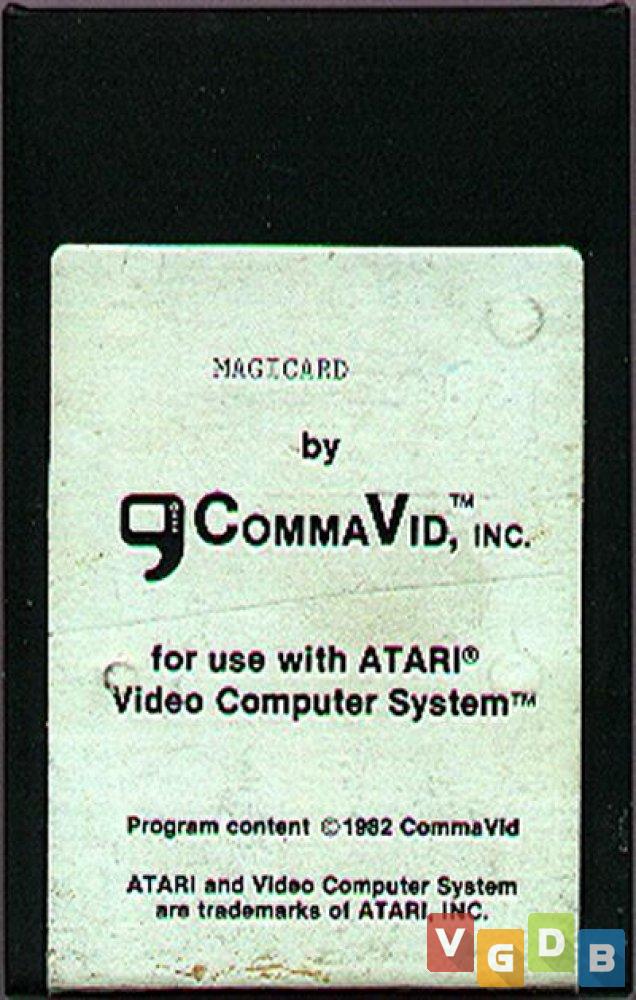 MAGICARD
by
COMMAVID,™ INC.
for use with ATARI®
Video Computer System™
Program content ©1982 CommaVid
ATARI and Video Computer System
are trademarks of ATARI, INC.
VGDB